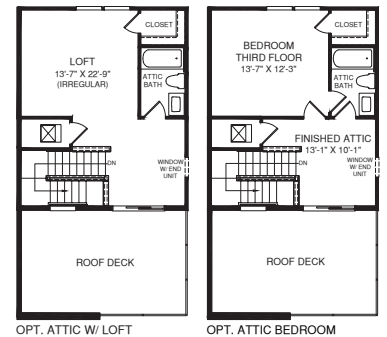 CLOSET
LOFT
13'-7" X 22'-9"
(IRREGULAR)
ATTIC
BATH
DN
WINDOW
W/ END
UNIT
ROOF DECK
OPT. ATTIC W/ LOFT
CLOSET
BEDROOM
THIRD FLOOR
13'-7" X 12'-3"
ATTIC
BATH
FINISHED ATTIC
13'-1" X 10'-1"
DN
WINDOW
W/ END
UNIT
ROOF DECK
OPT. ATTIC BEDROOM